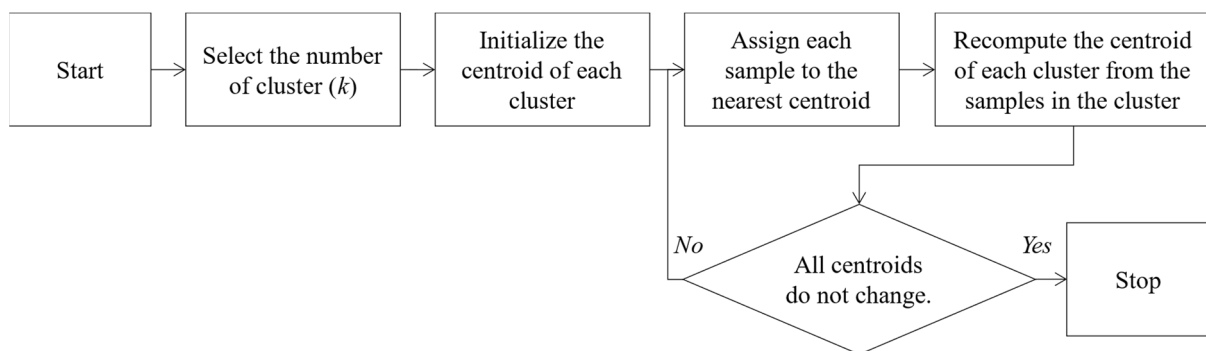 Start
Select the number
of cluster (k)
Initialize the
centroid of each
cluster
Assign each
sample to the
nearest centroid
Recompute the centroid
of each cluster from the
samples in the cluster
No
Yes
All centroids
do not change.
Stop